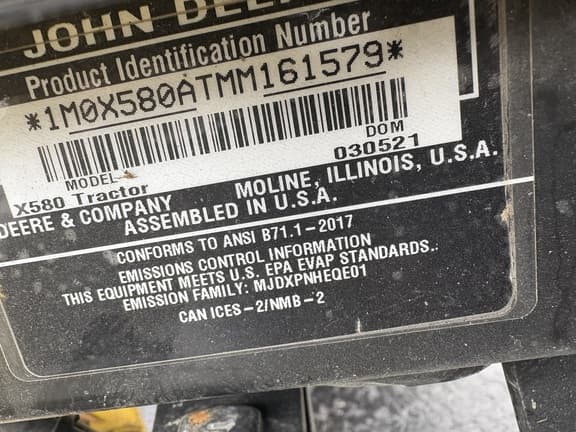 JOHN DEE
Product Identification Number
*1M0X580ATMM161579*
DOM
030521
MODEL
X580 Tractor
DEERE & COMPANY MOLINE, ILLINOIS, U.S.A.
ASSEMBLED IN U.S.A.
CONFORMS TO ANSI B71.1-2017
EMISSIONS CONTROL INFORMATION
THIS EQUIPMENT MEETS U.S. EPA EVAP STANDARDS.
EMISSION FAMILY: MJDXPNHEQE01
CAN ICES-2/NMB-2